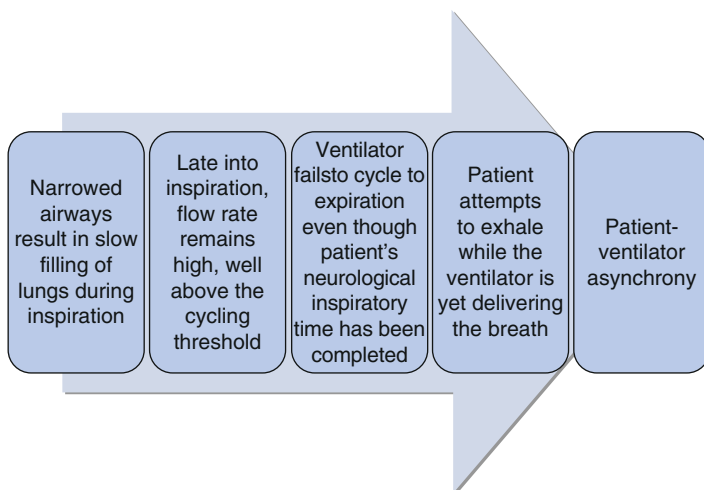 Narrowed
airways
result in slow
filling of
lungs during
inspiration
Late into
inspiration,
flow rate
remains
high, well
above the
cycling
threshold
Ventilator
failsto cycle to
expiration
even though
patient's
neurological
inspiratory
time has been
completed
Patient
attempts
to exhale
while the
ventilator is
yet delivering
the breath
Patient-
ventilator
asynchrony